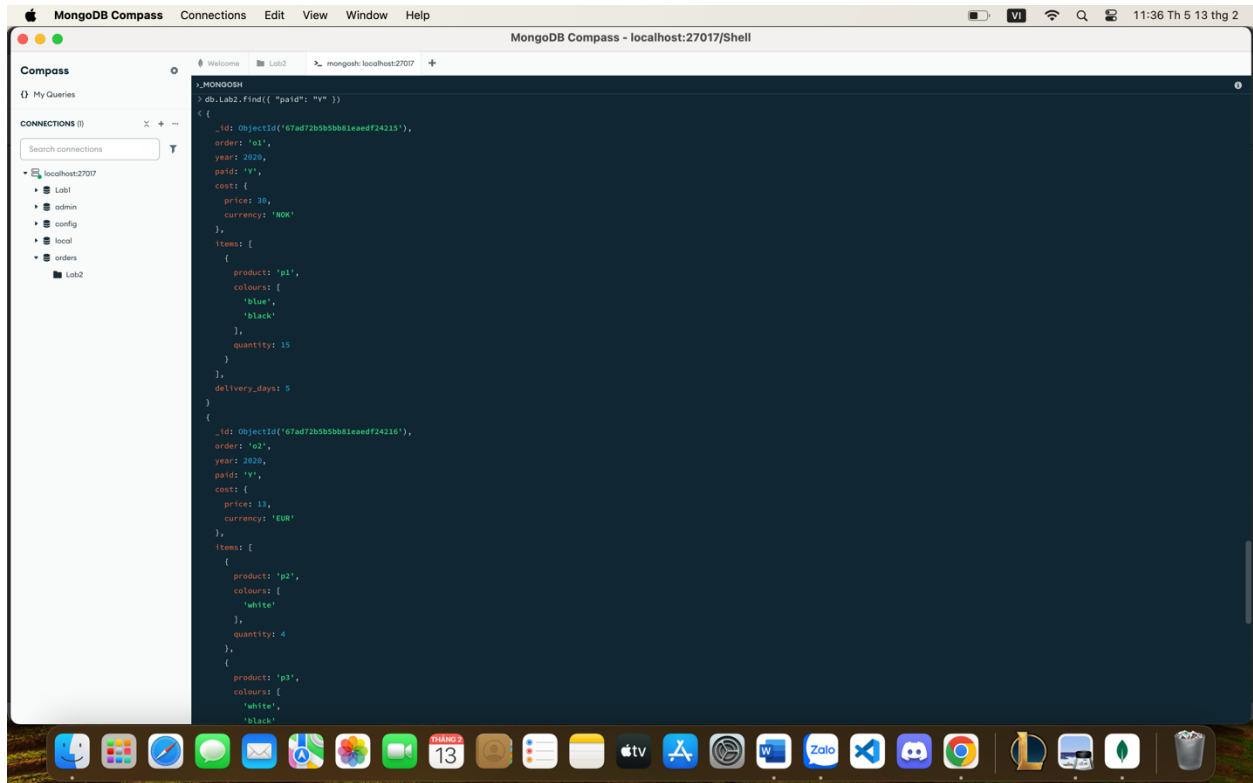 MongoDB Compass Connections Edit View Window Help VI 11:36 Th 5 13 thg 2
MongoDB Compass - localhost:27017/Shell
Compass
{} My Queries
CONNECTIONS (1)
Search connections
localhost:27017
Lab1
admin
config
local
orders
Lab2
Welcome Lab2 >_ mongosh: localhost:27017 +
>_MONGOSH
> db.Lab2.find({ "paid": "Y" })
< {
_id: ObjectId('67ad72b5b5bb81eaedf24215'),
order: 'o1',
year: 2020,
paid: 'Y',
cost: {
price: 30,
currency: 'NOK'
},
items: [
{
product: 'p1',
colours: [
'blue',
'black'
],
quantity: 15
}
],
delivery_days: 5
}
{
_id: ObjectId('67ad72b5b5bb81eaedf24216'),
order: 'o2',
year: 2020,
paid: 'Y',
cost: {
price: 13,
currency: 'EUR'
},
items: [
{
product: 'p2',
colours: [
'white'
],
quantity: 4
},
{
product: 'p3',
colours: [
'white',
'black'
THÁNG 2
13
tv
W
Zalo